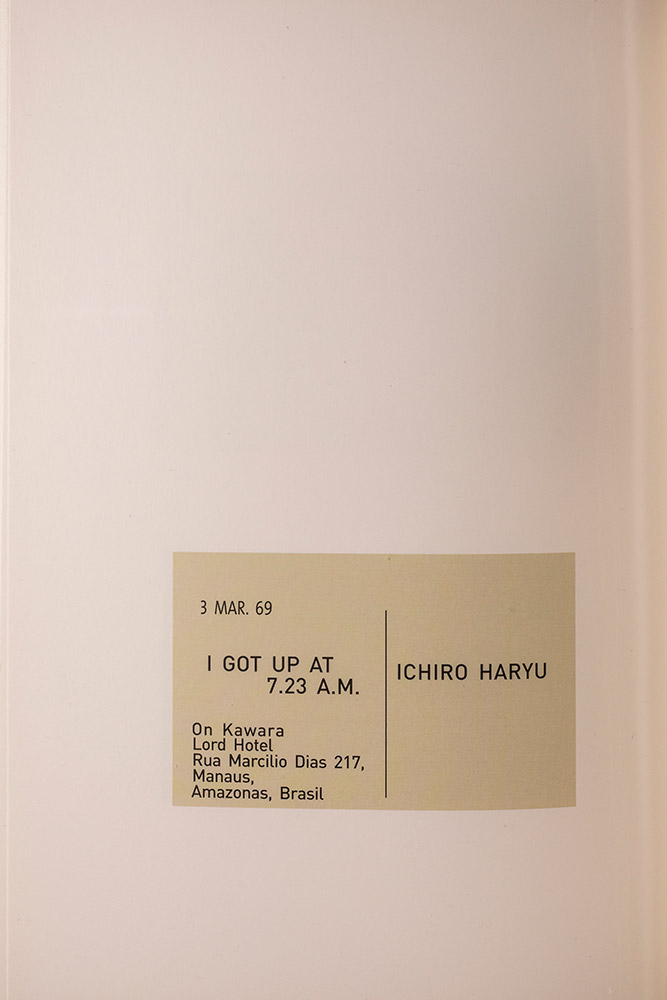 3 MAR. 69
I GOT UP AT
7.23 A.M.
On Kawara
Lord Hotel
Rua Marcilio Dias 217,
Manaus,
Amazonas, Brasil
ICHIRO HARYU